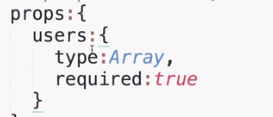 props:{
users:{
type:Array,
required:true
}